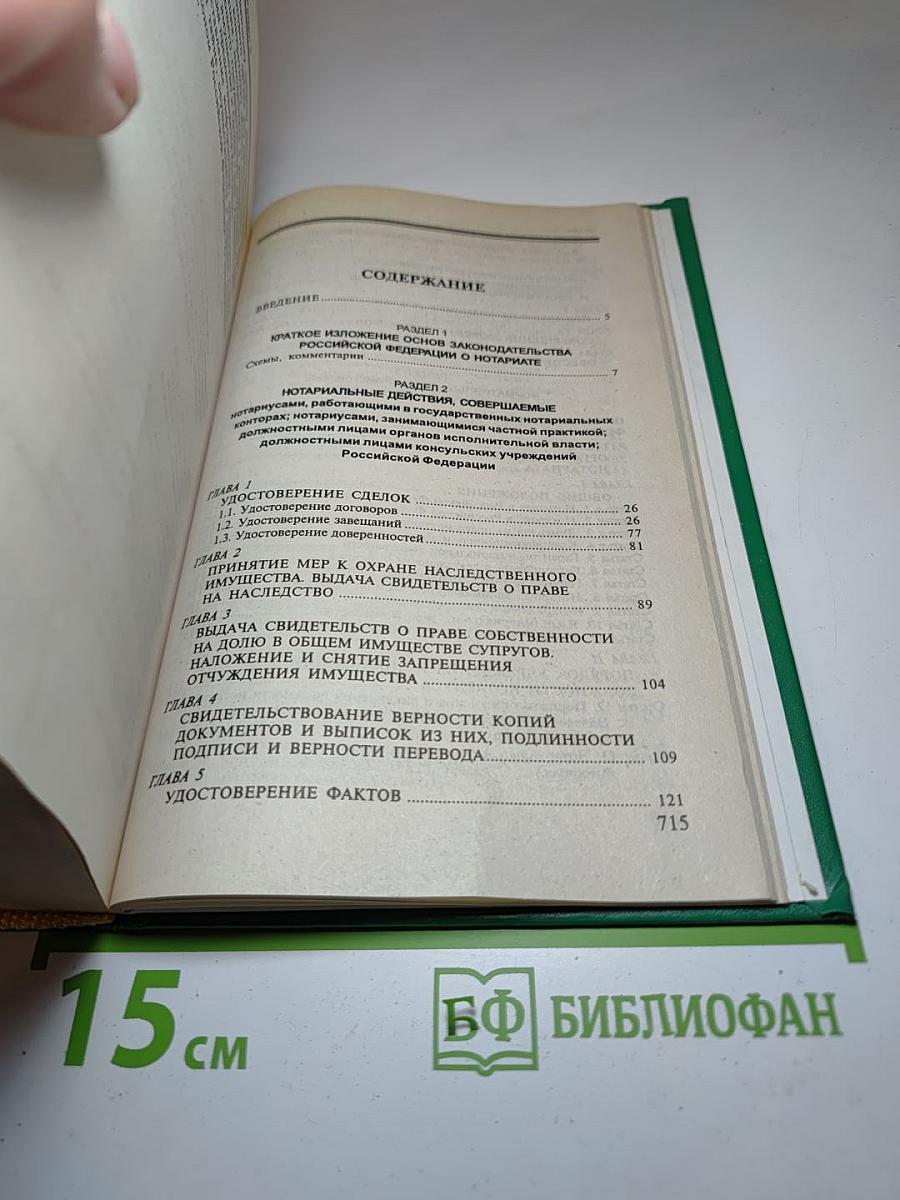 СОДЕРЖАНИЕ
ВВЕДЕНИЕ 5
РАЗДЕЛ 1
КРАТКОЕ ИЗЛОЖЕНИЕ ОСНОВ ЗАКОНОДАТЕЛЬСТВА
РОССИЙСКОЙ ФЕДЕРАЦИИ О НОТАРИАТЕ
Схемы, комментарии 7
РАЗДЕЛ 2
НОТАРИАЛЬНЫЕ ДЕЙСТВИЯ, СОВЕРШАЕМЫЕ
нотариусами, работающими в государственных нотариальных
конторах; нотариусами, занимающимися частной практикой;
должностными лицами органов исполнительной власти;
должностными лицами консульских учреждений
Российской Федерации
ГЛАВА 1
УДОСТОВЕРЕНИЕ СДЕЛОК 26
1.1. Удостоверение договоров 26
1.2. Удостоверение завещаний 77
1.3. Удостоверение доверенностей 81
ГЛАВА 2
ПРИНЯТИЕ МЕР К ОХРАНЕ НАСЛЕДСТВЕННОГО
ИМУЩЕСТВА. ВЫДАЧА СВИДЕТЕЛЬСТВ О ПРАВЕ
НА НАСЛЕДСТВО 89
ГЛАВА 3
ВЫДАЧА СВИДЕТЕЛЬСТВ О ПРАВЕ СОБСТВЕННОСТИ
НА ДОЛЮ В ОБЩЕМ ИМУЩЕСТВЕ СУПРУГОВ.
НАЛОЖЕНИЕ И СНЯТИЕ ЗАПРЕЩЕНИЯ
ОТЧУЖДЕНИЯ ИМУЩЕСТВА 104
ГЛАВА 4
СВИДЕТЕЛЬСТВОВАНИЕ ВЕРНОСТИ КОПИЙ
ДОКУМЕНТОВ И ВЫПИСОК ИЗ НИХ, ПОДЛИННОСТИ
ПОДПИСИ И ВЕРНОСТИ ПЕРЕВОДА 109
ГЛАВА 5
УДОСТОВЕРЕНИЕ ФАКТОВ 121
715
15 см
БФ БИБЛИОФАН